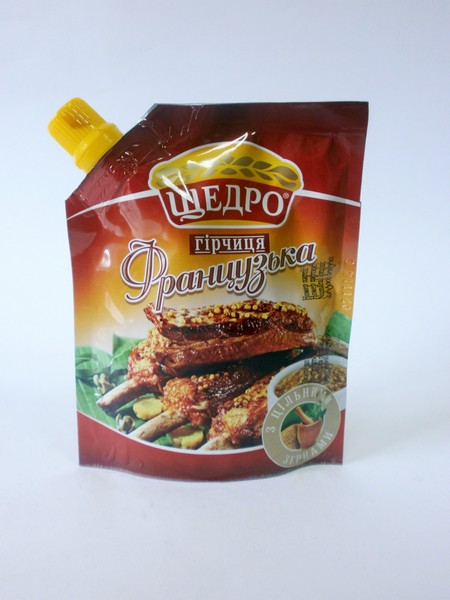 ЩЕДРО®
гірчиця
Французька
З ЦІЛЬНИМИ
ЗЕРНАМИ